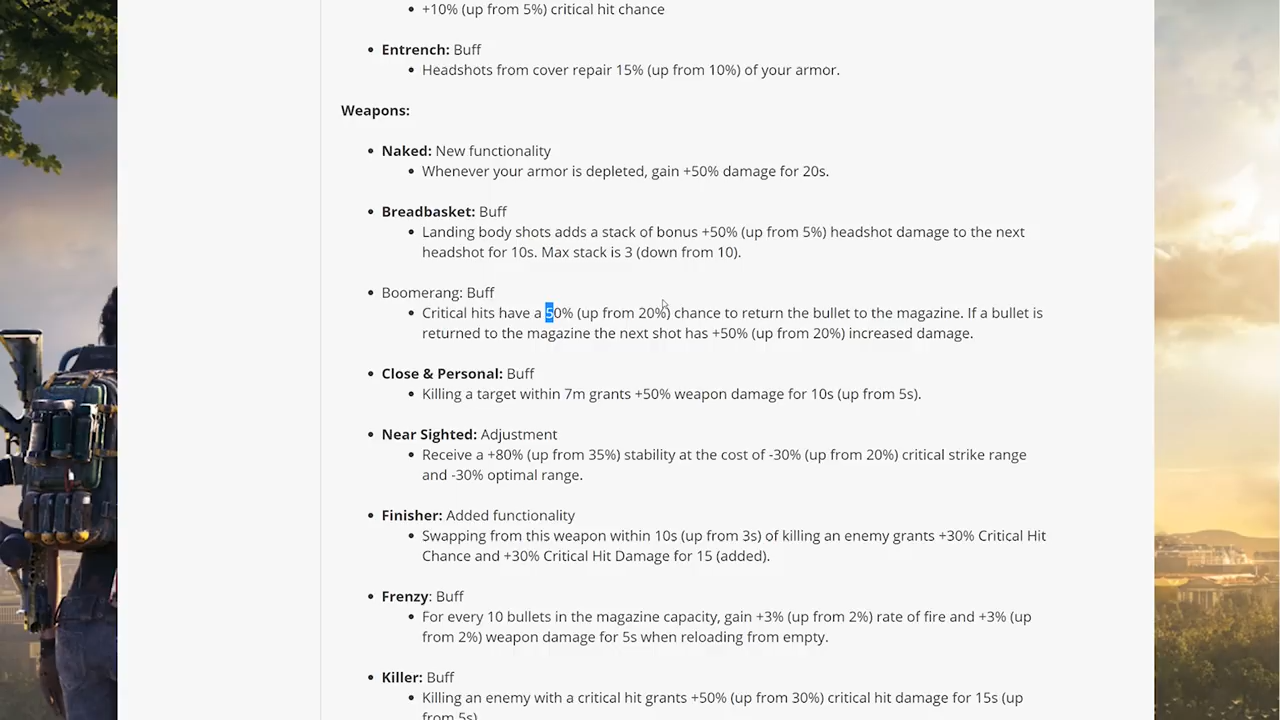 +10% (up from 5%) critical hit chance
Entrench: Buff
Headshots from cover repair 15% (up from 10%) of your armor.
Weapons:
Naked: New functionality
Whenever your armor is depleted, gain +50% damage for 20s.
Breadbasket: Buff
Landing body shots adds a stack of bonus +50% (up from 5%) headshot damage to the next
headshot for 10s. Max stack is 3 (down from 10).
Boomerang: Buff
Critical hits have a 50% (up from 20%) chance to return the bullet to the magazine. If a bullet is
returned to the magazine the next shot has +50% (up from 20%) increased damage.
Close & Personal: Buff
Killing a target within 7m grants +50% weapon damage for 10s (up from 5s).
Near Sighted: Adjustment
Receive a +80% (up from 35%) stability at the cost of -30% (up from 20%) critical strike range
and -30% optimal range.
Finisher: Added functionality
Swapping from this weapon within 10s (up from 3s) of killing an enemy grants +30% Critical Hit
Chance and +30% Critical Hit Damage for 15 (added).
Frenzy: Buff
For every 10 bullets in the magazine capacity, gain +3% (up from 2%) rate of fire and +3% (up
from 2%) weapon damage for 5s when reloading from empty.
Killer: Buff
Killing an enemy with a critical hit grants +50% (up from 30%) critical hit damage for 15s (up
from 5s)